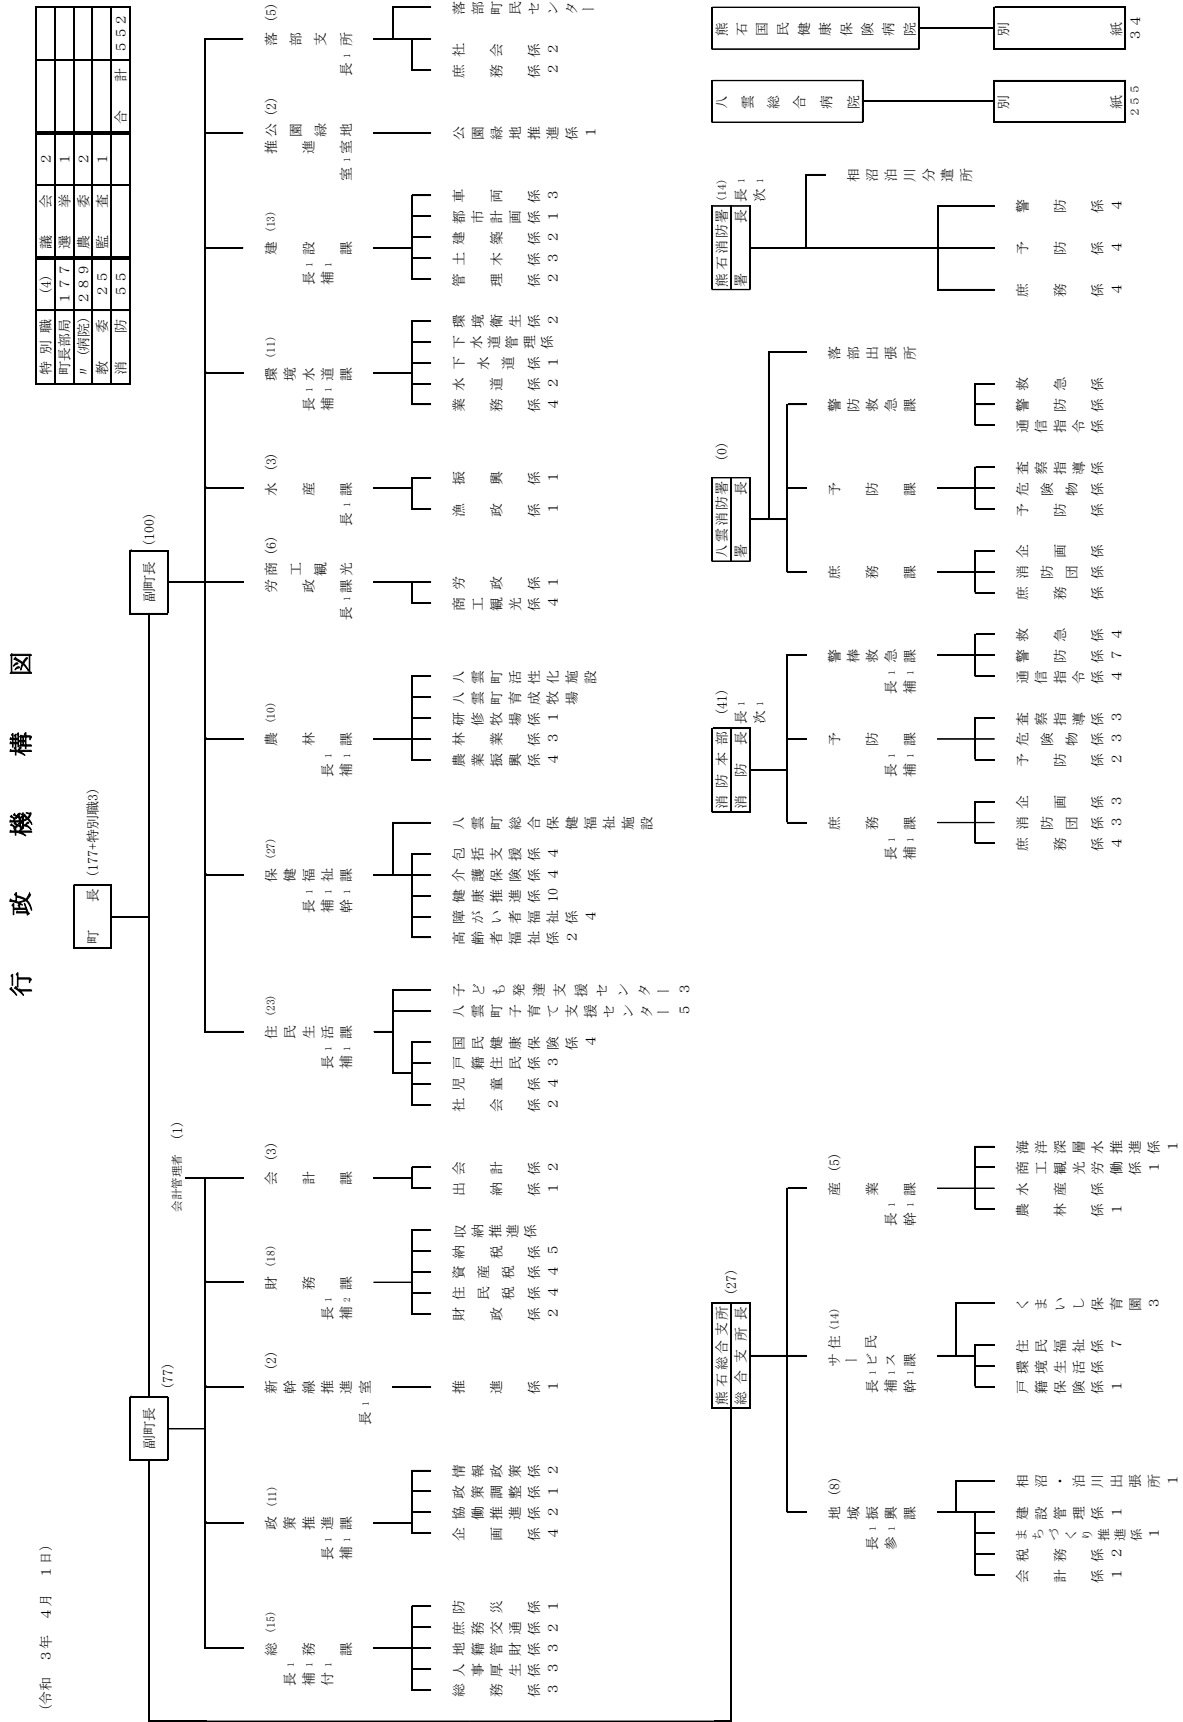 行政機構図
(令和 3年 4月 1日)
特別職 (4) 議会 2
町長部局 177 選挙 1
〃(病院) 289 農委 2
教委 25 監査 1
消防 55 合計 552
町長 (177+特別職3)
副町長 (77)
総務課 (15)
長1
補1
付1
総務係 3
人事厚生係 3
地籍管財係 3
庶務交通係 2
防災係 1
政策推進課 (11)
長1
補1
企画係 4
協働推進係 2
政策調整係 1
情報政策係 2
新幹線推進室 (2)
長1
推進係 1
財務課 (18)
長1
補2
財政係 2
住民税係 4
資産税係 4
納税係 5
収納推進係
会計管理者 (1)
会計課 (3)
出納係 1
会計係 2
副町長 (100)
住民生活課 (23)
長1
補1
社会係 2
児童係 4
戸籍住民係 3
国民健康保険係 4
八雲町子育て支援センター 5
子ども発達支援センター 3
保健福祉課 (27)
長1
補1
幹1
高齢者福祉係 2
障がい者福祉係 4
健康推進係 10
介護保険係 4
包括支援係 4
八雲町総合保健福祉施設
農林課 (10)
長1
補1
農業振興係 4
林業係 3
研修牧場係 1
八雲町育成牧場
八雲町活性化施設
商工観光労政課 (6)
長1
商工観光係 4
労政係 1
水産課 (3)
長1
漁政係 1
振興係 1
環境水道課 (11)
長1
補1
業務係 4
水道係 2
下水道係 1
下水道管理係
環境衛生係 2
建設課 (13)
長1
補1
管理係 2
土木係 3
建築係 2
都市計画係 1
車両係 3
公園緑地推進室 (2)
室1
公園緑地推進係 1
落部支所 (5)
長1
庶務係 2
社会係 2
落部町民センター
熊石総合支所
総合支所長 (27)
地域振興課 (8)
長1
参1
会計係 1
税務係 2
まちづくり推進係 1
建設管理係 1
相沼・泊川出張所 1
住民サービス課 (14)
長1
補1
幹1
戸籍保険係 1
環境生活係
住民福祉係 7
くまいし保育園 3
産業課 (5)
長1
幹1
農林係 1
水産係
商工観光労働係 1
海洋深層水推進係 1
消防本部
消防長 (41)
長1
次1
庶務課
長1
補1
庶務係 4
消防団係 3
企画係 3
予防課
長1
補1
予防係 2
危険物係 3
査察指導係 3
警棒救急課
長1
補1
通信指令係 4
警防係 7
救急係 4
八雲消防署
署長 (0)
庶務課
庶務係
消防団係
企画係
予防課
予防係
危険物係
査察指導係
警防救急課
通信指令係
警防係
救急係
落部出張所
熊石消防署
署長 (14)
長1
次1
庶務係 4
予防係 4
警防係 4
相沼泊川分遣所
八雲総合病院
別紙
255
熊石国民健康保険病院
別紙
34